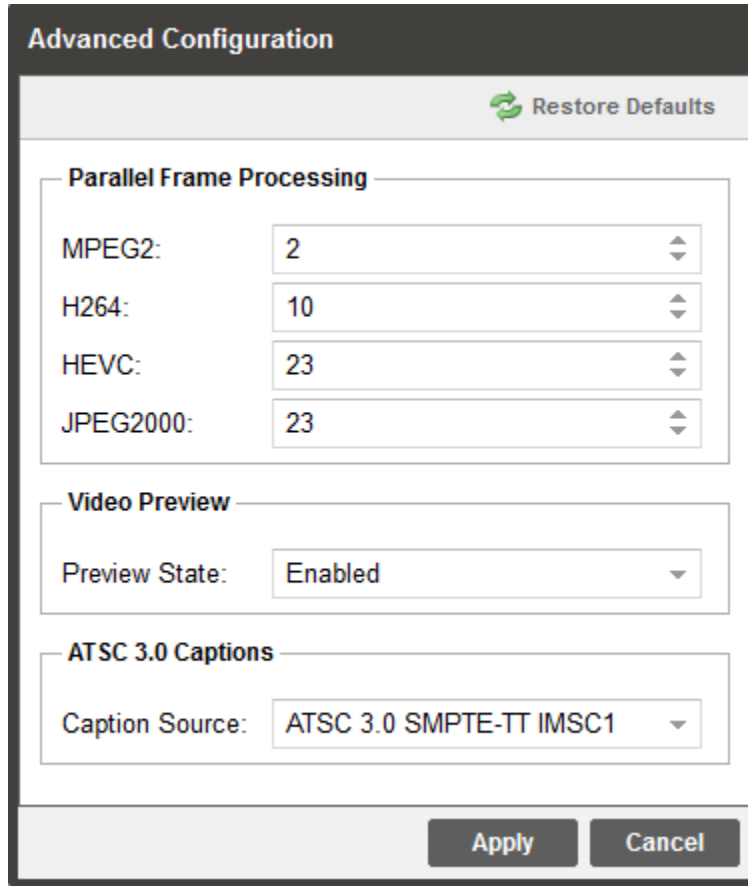 Advanced Configuration
Restore Defaults
Parallel Frame Processing
MPEG2: 2
H264: 10
HEVC: 23
JPEG2000: 23
Video Preview
Preview State: Enabled
ATSC 3.0 Captions
Caption Source: ATSC 3.0 SMPTE-TT IMSC1
Apply Cancel